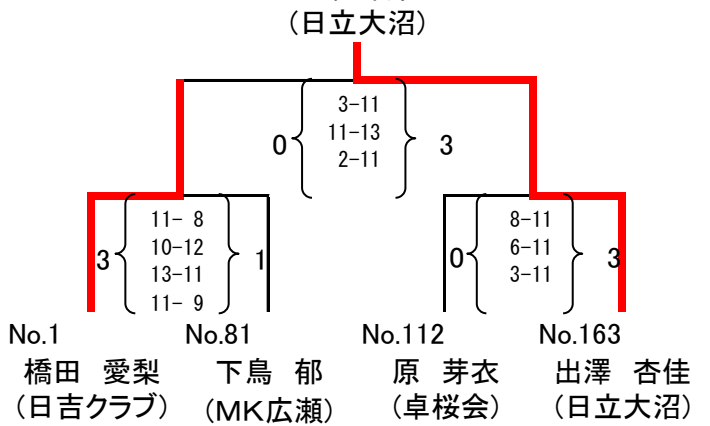 (日立大沼)
3-11
11-13
2-11
0
3
11- 8
10-12
13-11
11- 9
3
1
8-11
6-11
3-11
0
3
No.1
No.81
No.112
No.163
橋田 愛梨
下鳥 郁
原 芽衣
出澤 杏佳
(日吉クラブ)
(MK広瀬)
(卓桜会)
(日立大沼)